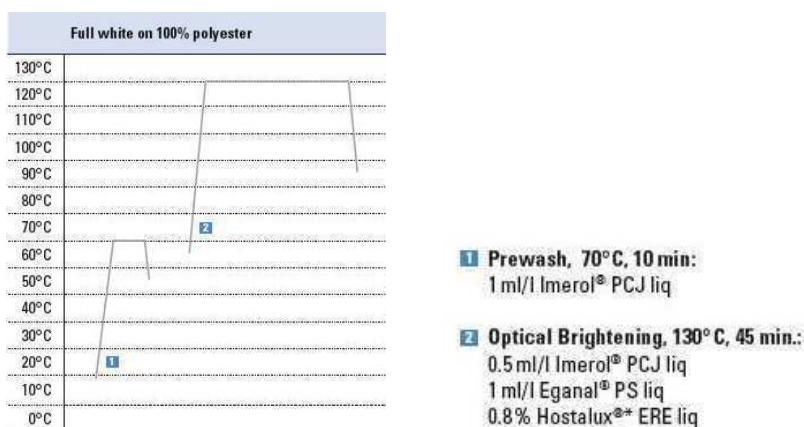 Full white on 100% polyester
130°C
120°C
110°C
100°C
90°C
80°C
70°C
60°C
50°C
40°C
30°C
20°C
10°C
0°C
2
1
1 Prewash, 70°C, 10 min:
1 ml/l Imerol® PCJ liq
2 Optical Brightening, 130°C, 45 min.:
0.5 ml/l Imerol® PCJ liq
1 ml/l Eganal® PS liq
0.8% Hostalux®* ERE liq